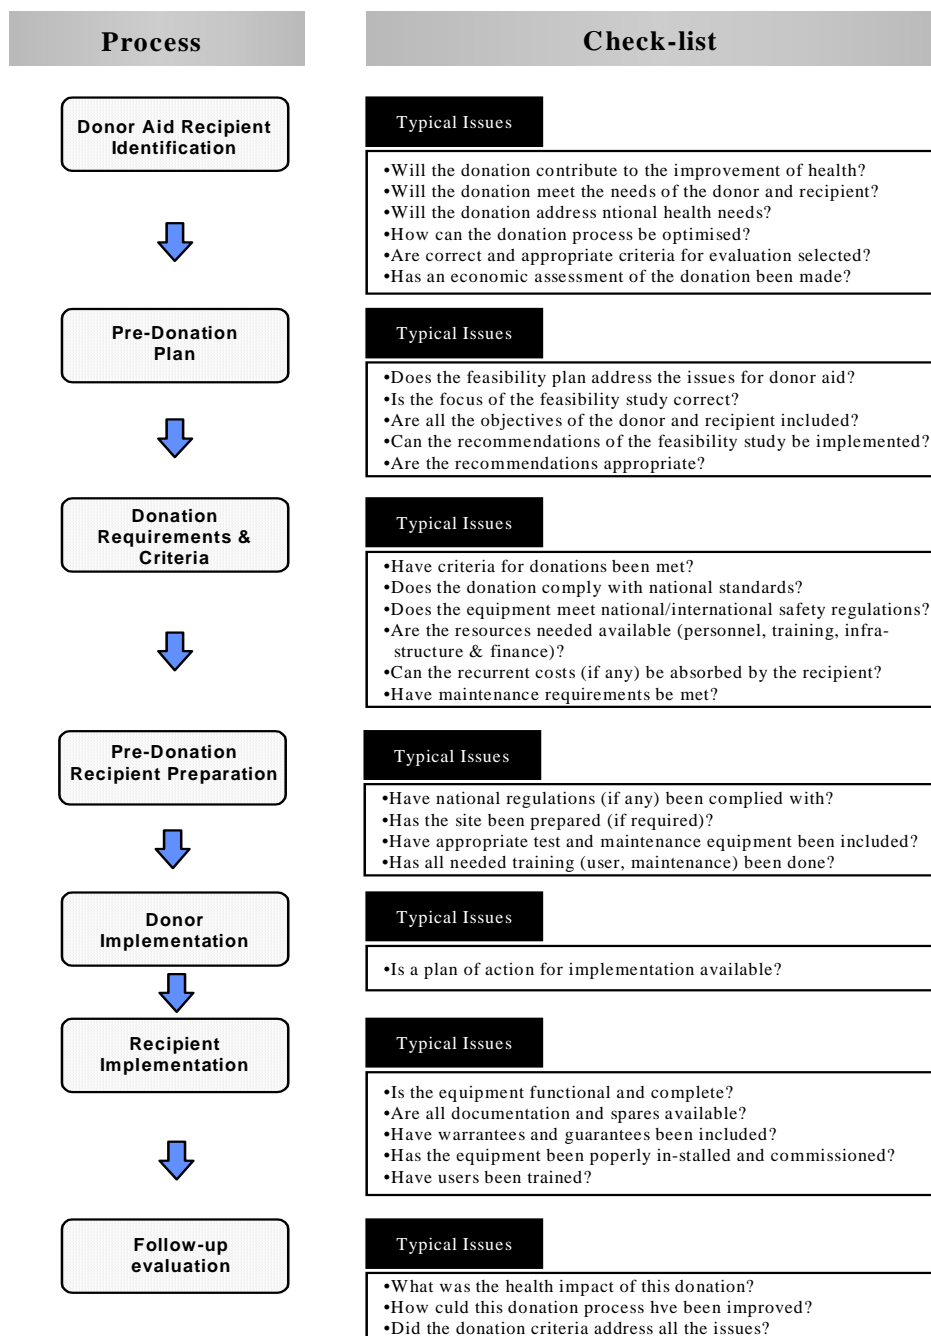 Process
Check-list
Donor Aid Recipient
Identification
Typical Issues
•Will the donation contribute to the improvement of health?
•Will the donation meet the needs of the donor and recipient?
•Will the donation address ntional health needs?
•How can the donation process be optimised?
•Are correct and appropriate criteria for evaluation selected?
•Has an economic assessment of the donation been made?
Pre-Donation
Plan
Typical Issues
•Does the feasibility plan address the issues for donor aid?
•Is the focus of the feasibility study correct?
•Are all the objectives of the donor and recipient included?
•Can the recommendations of the feasibility study be implemented?
•Are the recommendations appropriate?
Donation
Requirements &
Criteria
Typical Issues
•Have criteria for donations been met?
•Does the donation comply with national standards?
•Does the equipment meet national/international safety regulations?
•Are the resources needed available (personnel, training, infra-
structure & finance)?
•Can the recurrent costs (if any) be absorbed by the recipient?
•Have maintenance requirements be met?
Pre-Donation
Recipient Preparation
Typical Issues
•Have national regulations (if any) been complied with?
•Has the site been prepared (if required)?
•Have appropriate test and maintenance equipment been included?
•Has all needed training (user, maintenance) been done?
Donor
Implementation
Typical Issues
•Is a plan of action for implementation available?
Recipient
Implementation
Typical Issues
•Is the equipment functional and complete?
•Are all documentation and spares available?
•Have warrantees and guarantees been included?
•Has the equipment been poperly in-stalled and commissioned?
•Have users been trained?
Follow-up
evaluation
Typical Issues
•What was the health impact of this donation?
•How culd this donation process hve been improved?
•Did the donation criteria address all the issues?